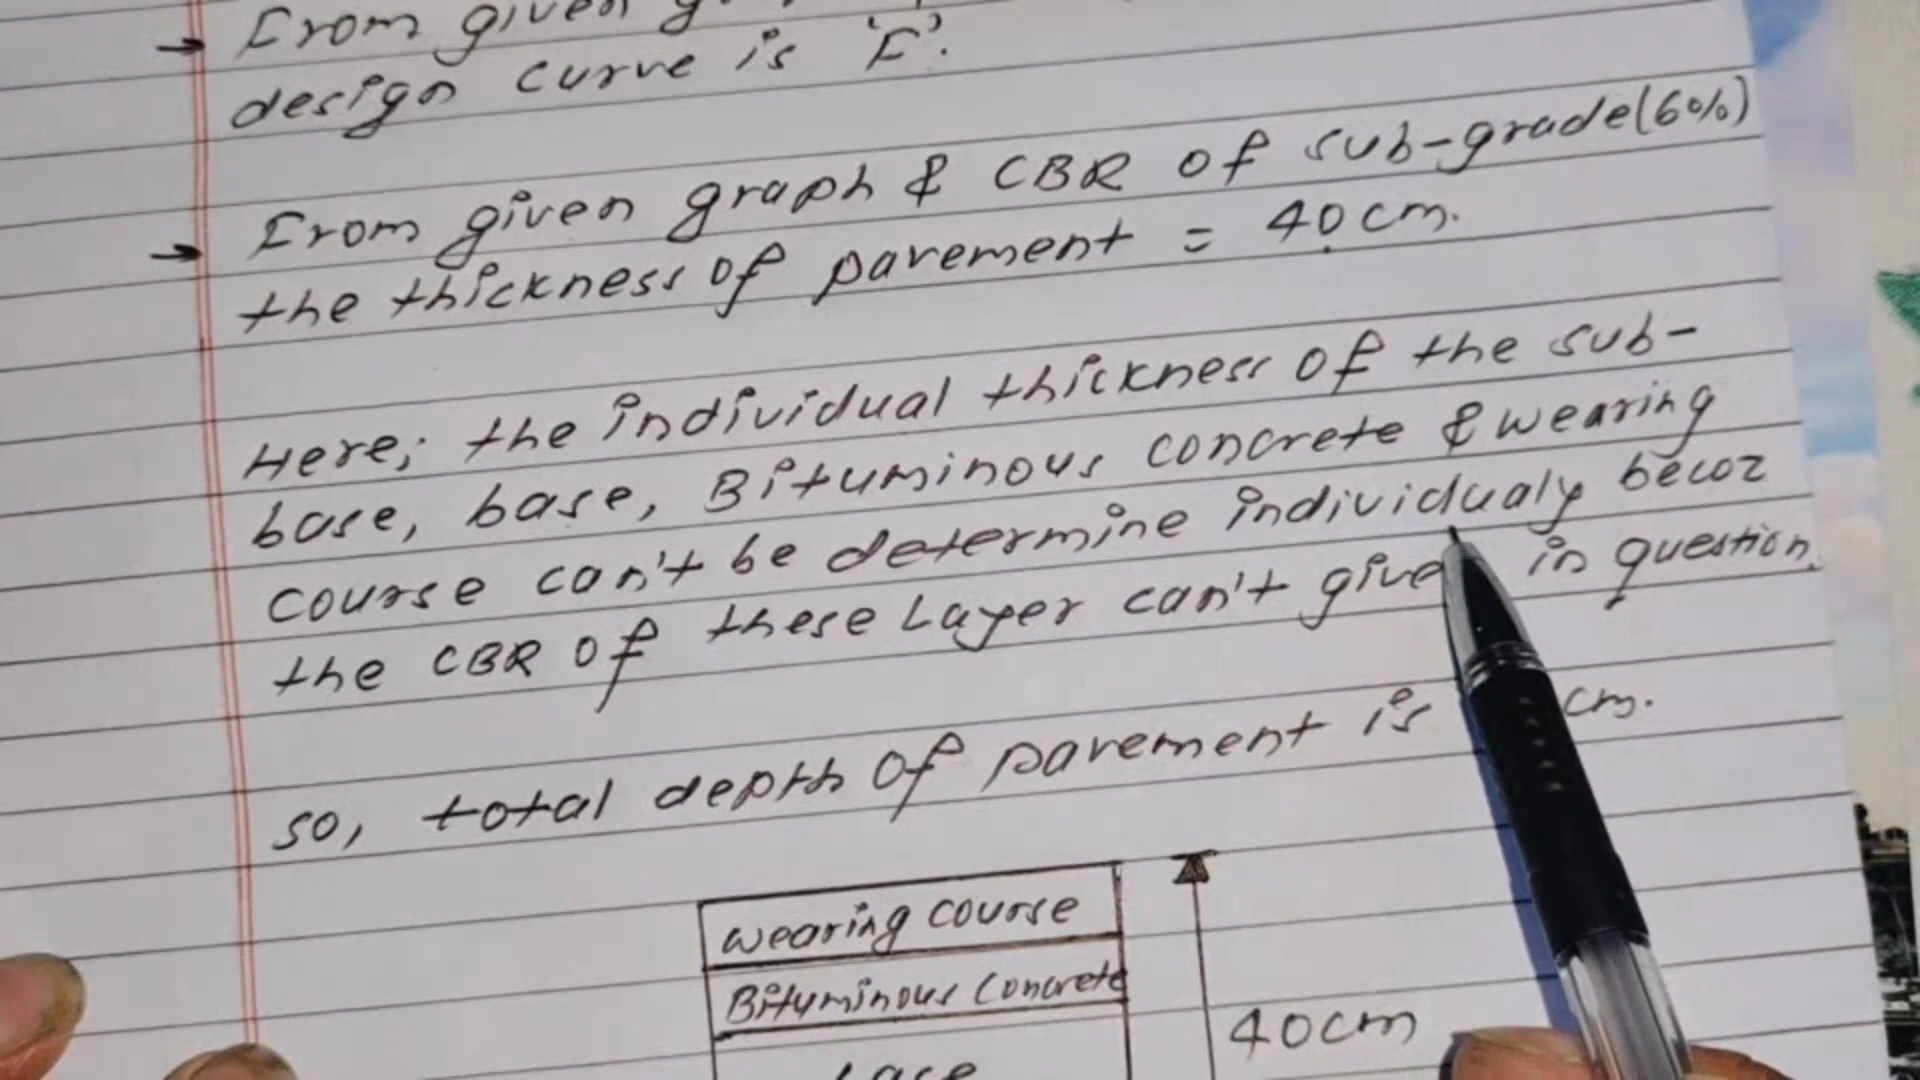 → From given
design curve is 'F'.
→ From given graph & CBR of sub-grade (6%)
the thickness of pavement = 40 cm.
Here; the individual thickness of the sub-
base, base, Bituminous concrete & wearing
course can't be determine individualy becoz
the CBR of these Layer can't give in question.
so, total depth of pavement is cm.
wearing course
Bituminous Concrete
40cm